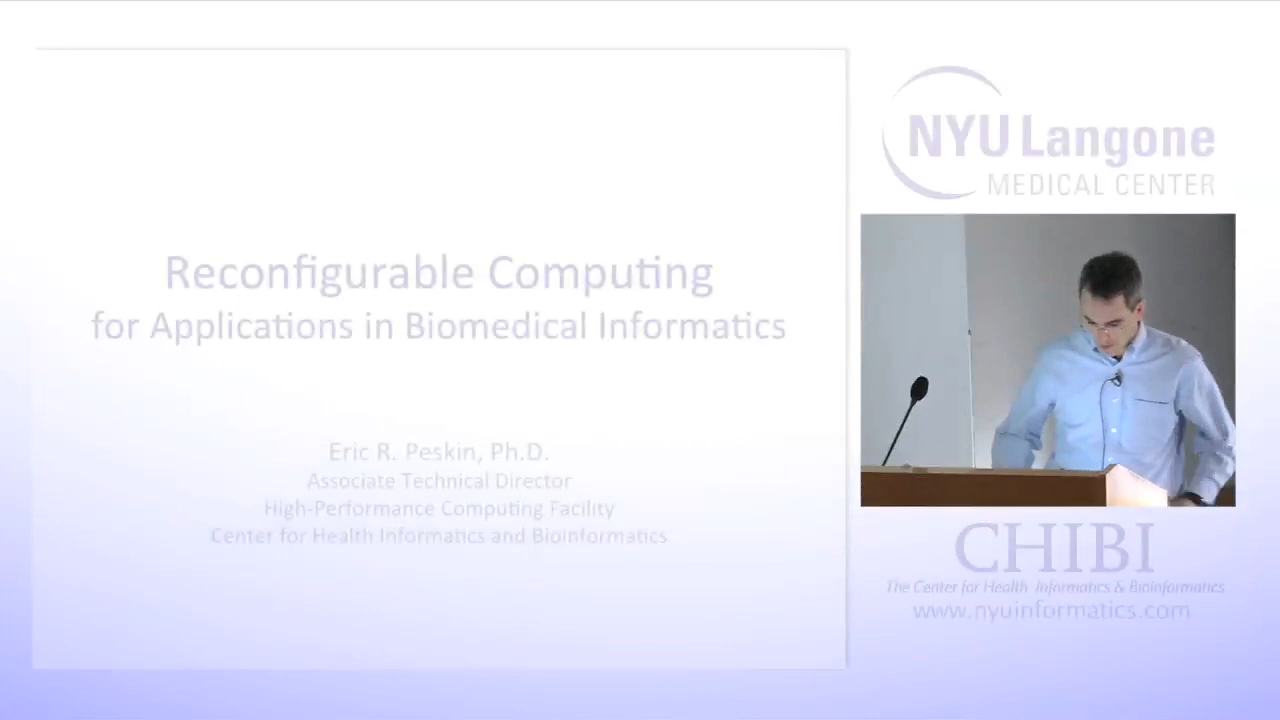 Reconfigurable Computing
for Applications in Biomedical Informatics
Eric R. Peskin, Ph.D.
Associate Technical Director
High-Performance Computing Facility
Center for Health Informatics and Bioinformatics
NYU Langone
MEDICAL CENTER
CHIBI
The Center for Health Informatics & Bioinformatics
www.nyuinformatics.com